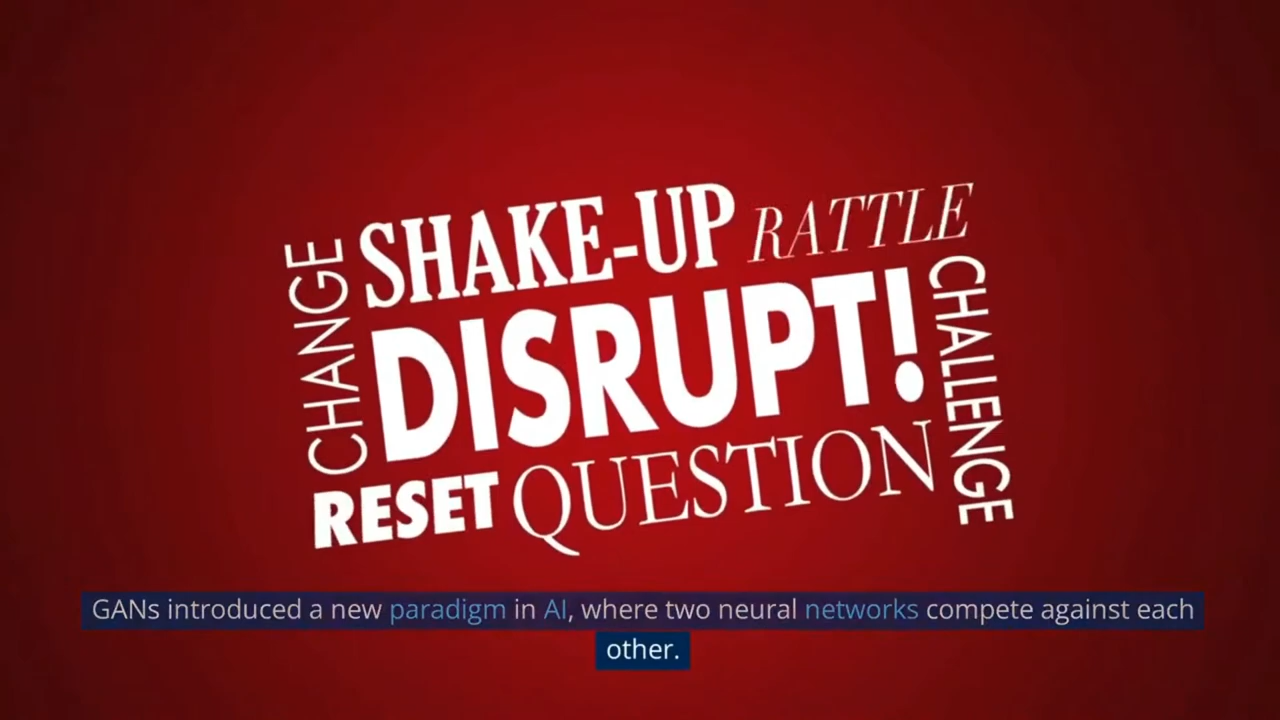 CHANGE
SHAKE-UP RATTLE
DISRUPT!
CHALLENGE
RESET QUESTION
GANs introduced a new paradigm in AI, where two neural networks compete against each
other.